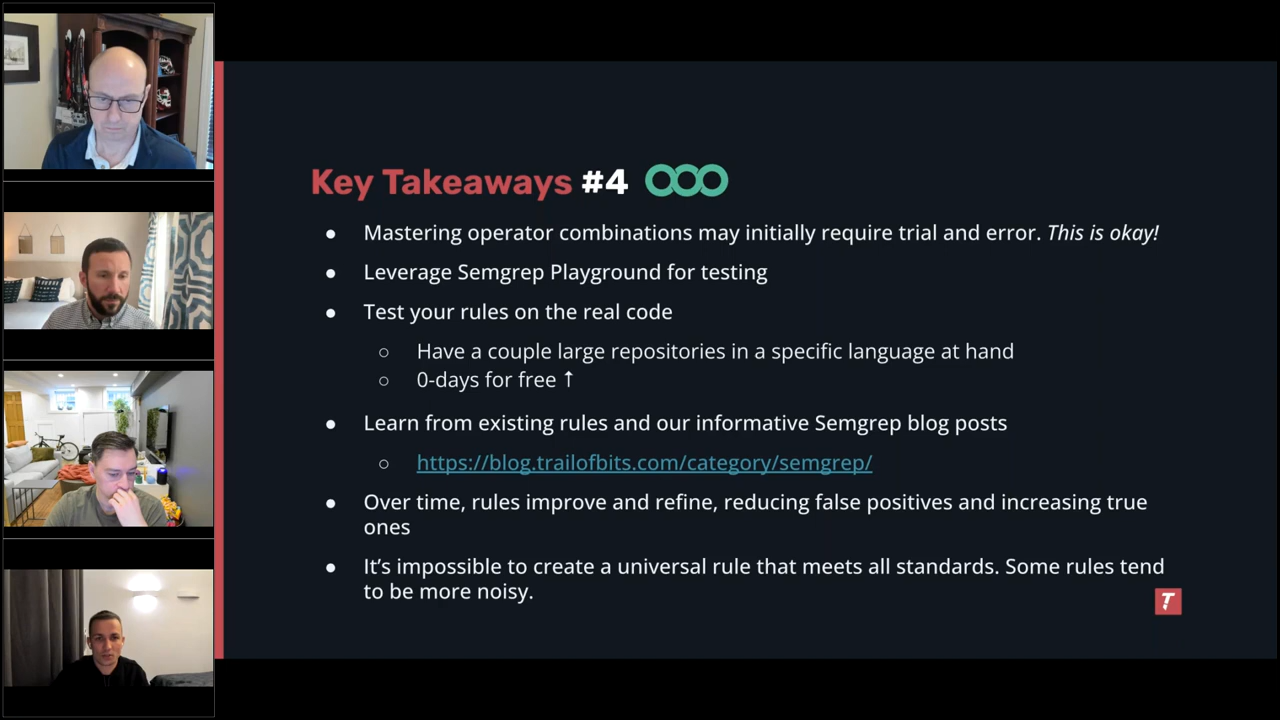 Key Takeaways #4
● Mastering operator combinations may initially require trial and error. This is okay!
● Leverage Semgrep Playground for testing
● Test your rules on the real code
○ Have a couple large repositories in a specific language at hand
○ 0-days for free ↑
● Learn from existing rules and our informative Semgrep blog posts
○ https://blog.trailofbits.com/category/semgrep/
● Over time, rules improve and refine, reducing false positives and increasing true
ones
● It’s impossible to create a universal rule that meets all standards. Some rules tend
to be more noisy.
T